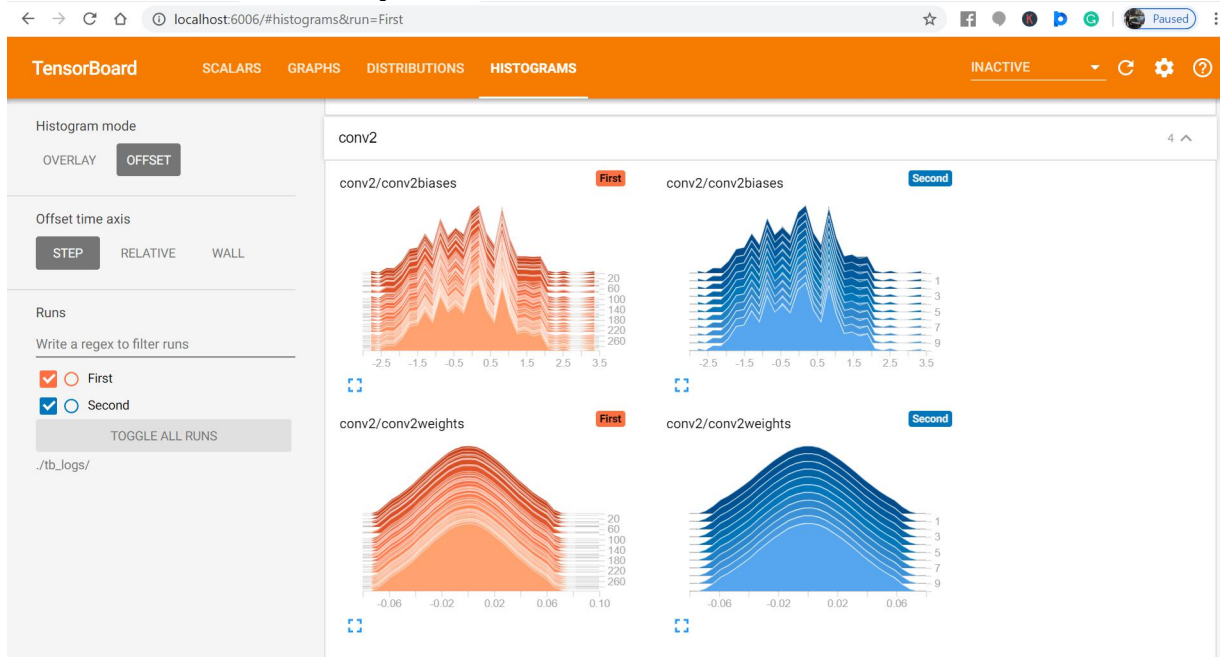 localhost:6006/#histograms&run=First
Paused
TensorBoard SCALARS GRAPHS DISTRIBUTIONS HISTOGRAMS INACTIVE
Histogram mode
OVERLAY OFFSET
Offset time axis
STEP RELATIVE WALL
Runs
Write a regex to filter runs
First
Second
TOGGLE ALL RUNS
./tb_logs/
conv2 4
conv2/conv2biases First
20
60
100
140
180
220
260
-2.5 -1.5 -0.5 0.5 1.5 2.5 3.5
conv2/conv2biases Second
1
3
5
7
9
-2.5 -1.5 -0.5 0.5 1.5 2.5 3.5
conv2/conv2weights First
20
60
100
140
180
220
260
-0.06 -0.02 0.02 0.06 0.10
conv2/conv2weights Second
1
3
5
7
9
-0.06 -0.02 0.02 0.06